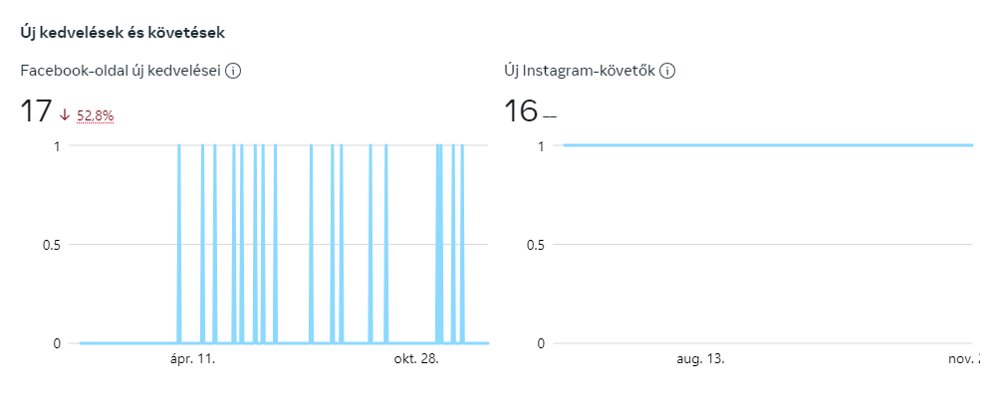 Új kedvelések és követések
Facebook-oldal új kedvelései
17 ↓ 52,8%
1
0.5
0
ápr. 11. okt. 28.
Új Instagram-követők
16 --
1
0.5
0
aug. 13. nov.